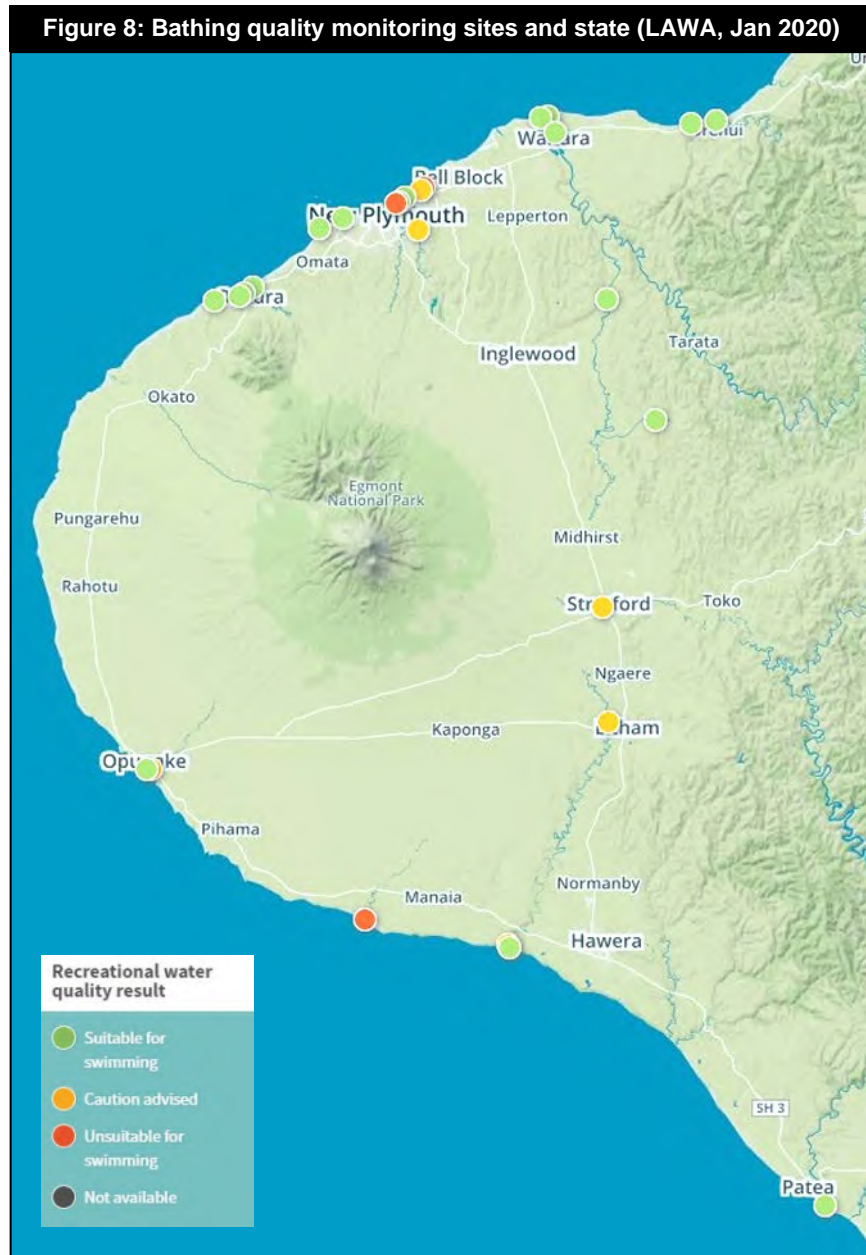 Figure 8: Bathing quality monitoring sites and state (LAWA, Jan 2020)
Bell Block
New Plymouth
Lepperton
Omata
Inglewood
Tarata
Okato
Egmont
National Park
Pungarehu
Midhirst
Rahotu
Stratford
Toko
Ngaere
Kaponga
Eltham
Opunake
Pihama
Manaia
Normanby
Hawera
SH 3
Patea
Recreational water
quality result
Suitable for
swimming
Caution advised
Unsuitable for
swimming
Not available